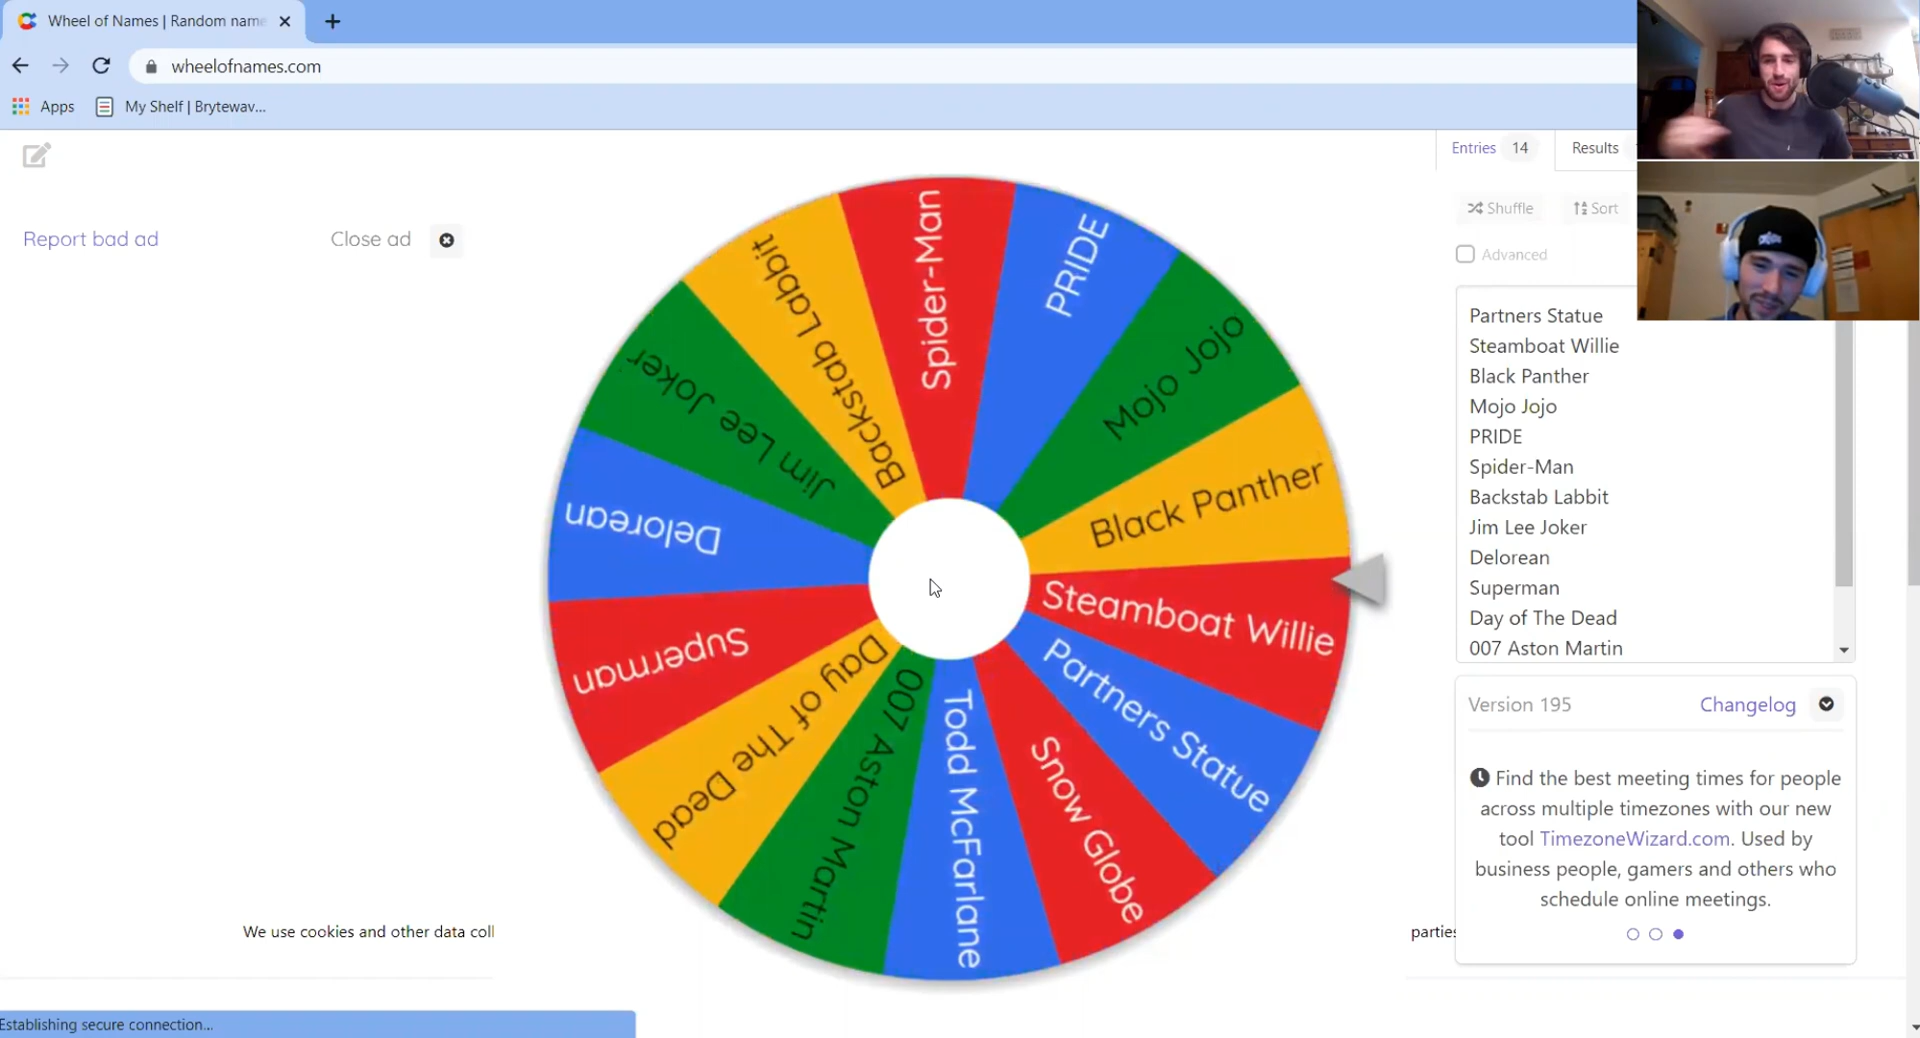 Wheel of Names | Random name
wheelofnames.com
Apps
My Shelf | Brytewav...
Entries 14
Results
Report bad ad
Close ad
Shuffle
Sort
Advanced
Spider-Man
PRIDE
Mojo Jojo
Black Panther
Steamboat Willie
Partners Statue
Snow Globe
Todd McFarlane
007 Aston Martin
Day of The Dead
Superman
Delorean
Jim Lee Joker
Backstab Labbit
Partners Statue
Steamboat Willie
Black Panther
Mojo Jojo
PRIDE
Spider-Man
Backstab Labbit
Jim Lee Joker
Delorean
Superman
Day of The Dead
007 Aston Martin
Version 195
Changelog
Find the best meeting times for people
across multiple timezones with our new
tool TimezoneWizard.com. Used by
business people, gamers and others who
schedule online meetings.
We use cookies and other data coll
parties
Establishing secure connection...